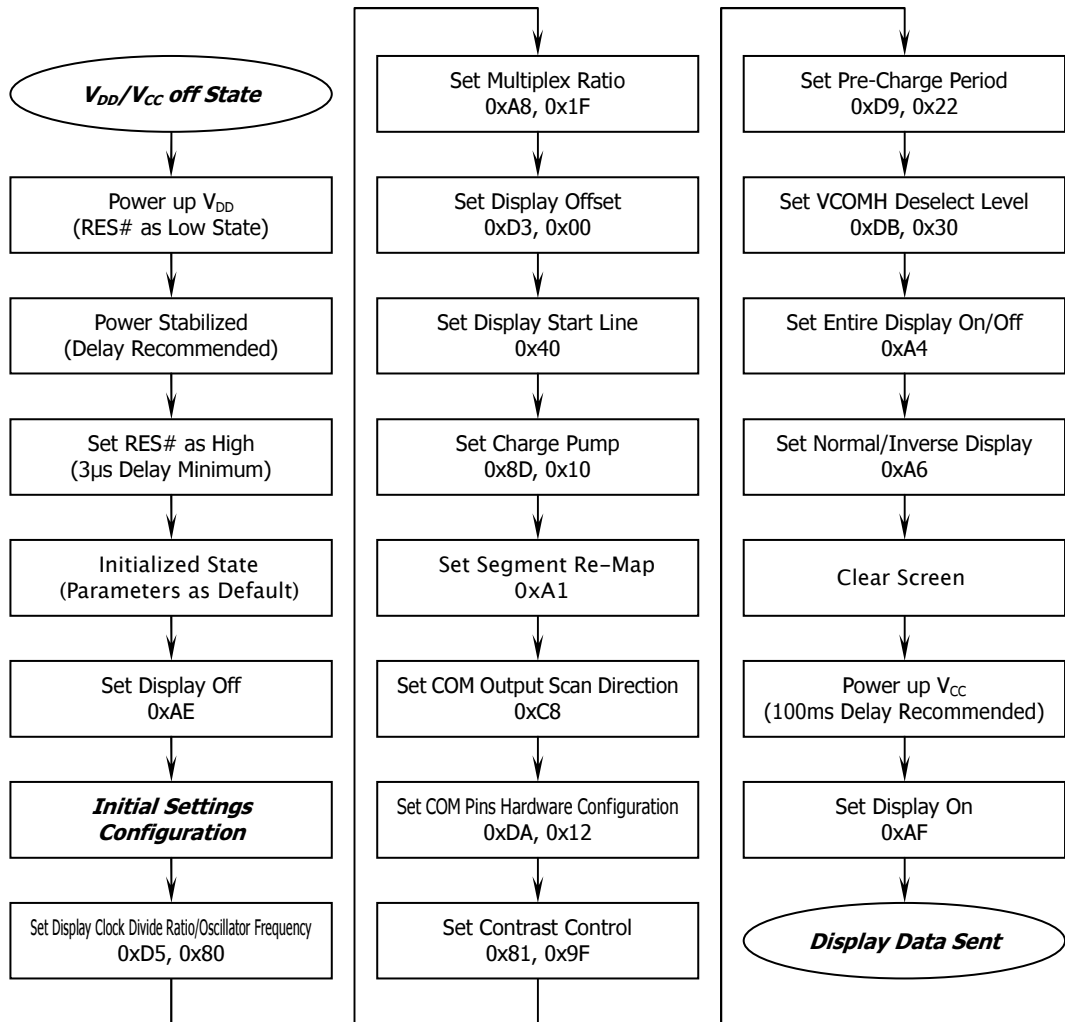 V_DD/V_CC off State
Power up V_DD
(RES# as Low State)
Power Stabilized
(Delay Recommended)
Set RES# as High
(3μs Delay Minimum)
Initialized State
(Parameters as Default)
Set Display Off
0xAE
Initial Settings
Configuration
Set Display Clock Divide Ratio/Oscillator Frequency
0xD5, 0x80
Set Multiplex Ratio
0xA8, 0x1F
Set Display Offset
0xD3, 0x00
Set Display Start Line
0x40
Set Charge Pump
0x8D, 0x10
Set Segment Re-Map
0xA1
Set COM Output Scan Direction
0xC8
Set COM Pins Hardware Configuration
0xDA, 0x12
Set Contrast Control
0x81, 0x9F
Set Pre-Charge Period
0xD9, 0x22
Set VCOMH Deselect Level
0xDB, 0x30
Set Entire Display On/Off
0xA4
Set Normal/Inverse Display
0xA6
Clear Screen
Power up V_CC
(100ms Delay Recommended)
Set Display On
0xAF
Display Data Sent